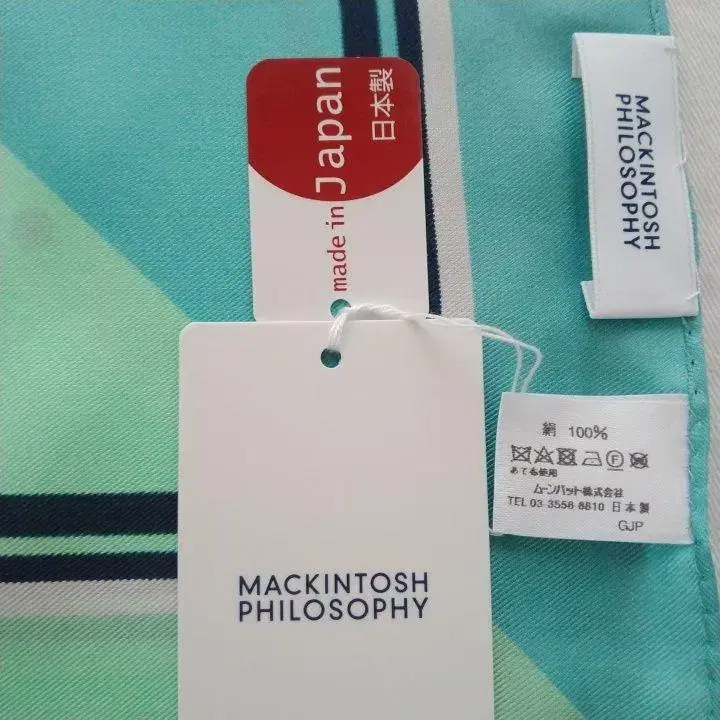 made in Japan
日本製
MACKINTOSH
PHILOSOPHY
絹 100%
あて布使用
ムーンバット株式会社
TEL 03-3556-6810 日本製
GJP
MACKINTOSH
PHILOSOPHY